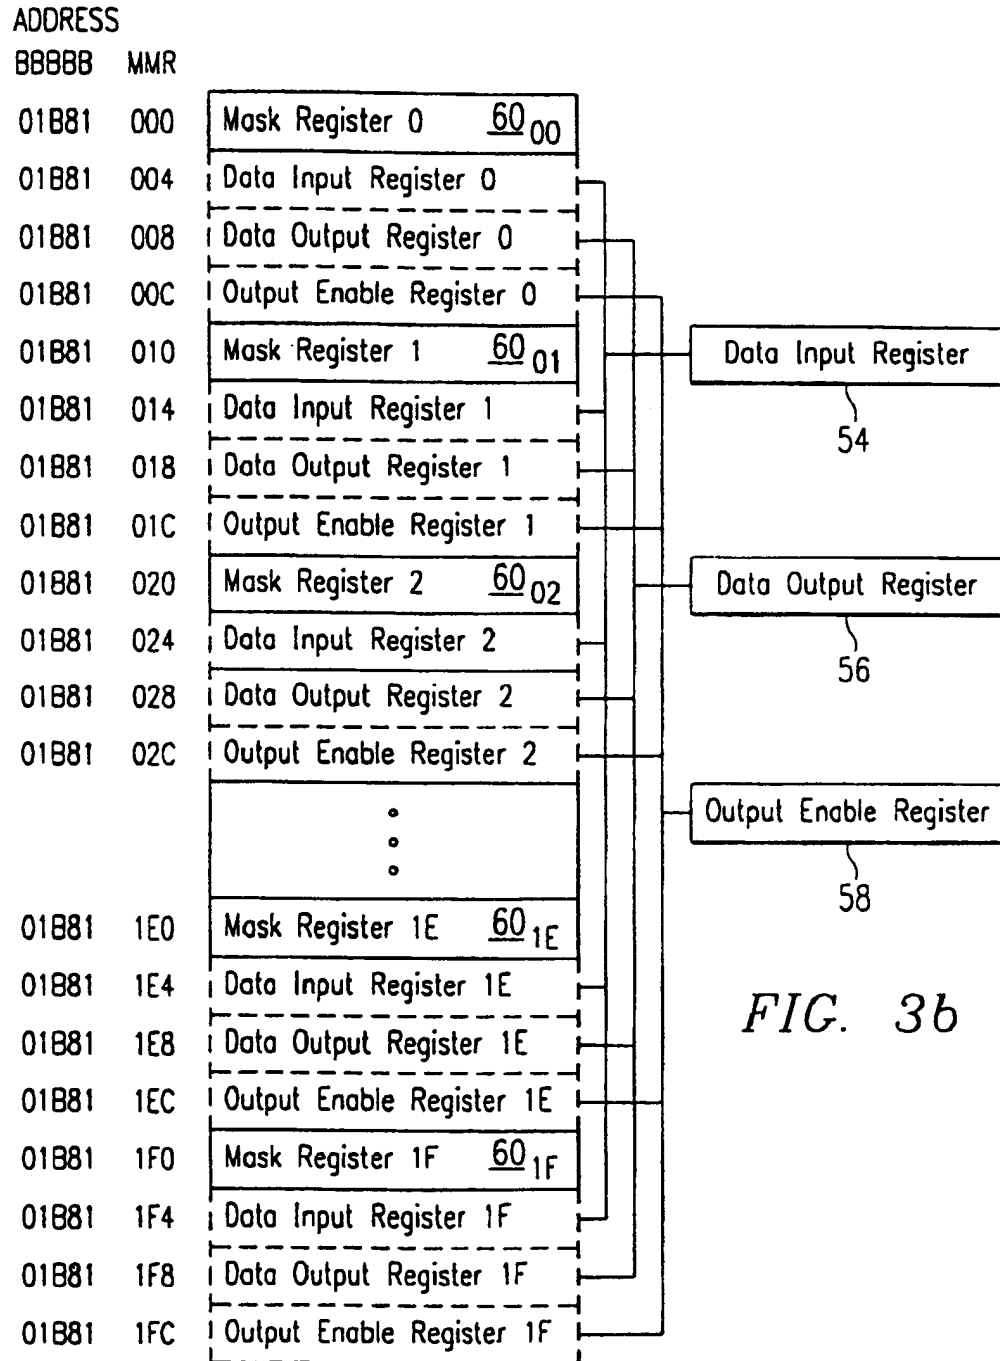 ADDRESS
BBBBB MMR
01B81 000 Mask Register 0 60 00
01B81 004 Data Input Register 0
01B81 008 Data Output Register 0
01B81 00C Output Enable Register 0
01B81 010 Mask Register 1 60 01
Data Input Register
01B81 014 Data Input Register 1
54
01B81 018 Data Output Register 1
01B81 01C Output Enable Register 1
01B81 020 Mask Register 2 60 02
Data Output Register
01B81 024 Data Input Register 2
56
01B81 028 Data Output Register 2
01B81 02C Output Enable Register 2
Output Enable Register
58
01B81 1E0 Mask Register 1E 60 1E
01B81 1E4 Data Input Register 1E
FIG. 3b
01B81 1E8 Data Output Register 1E
01B81 1EC Output Enable Register 1E
01B81 1F0 Mask Register 1F 60 1F
01B81 1F4 Data Input Register 1F
01B81 1F8 Data Output Register 1F
01B81 1FC Output Enable Register 1F